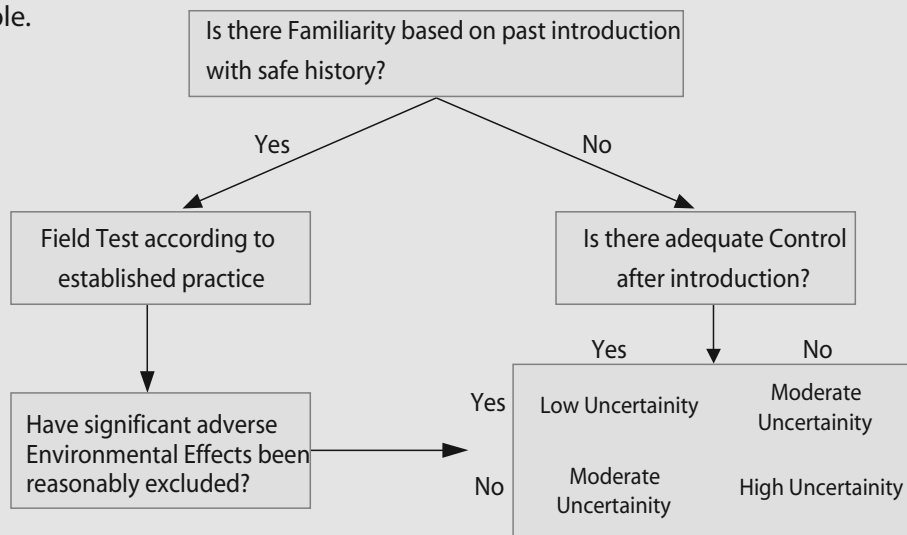 Is there Familiarity based on past introduction
with safe history?
Yes
No
Field Test according to
established practice
Is there adequate Control
after introduction?
Yes
No
Have significant adverse
Environmental Effects been
reasonably excluded?
Yes
Low Uncertainity
Moderate
Uncertainity
No
Moderate
Uncertainity
High Uncertainity